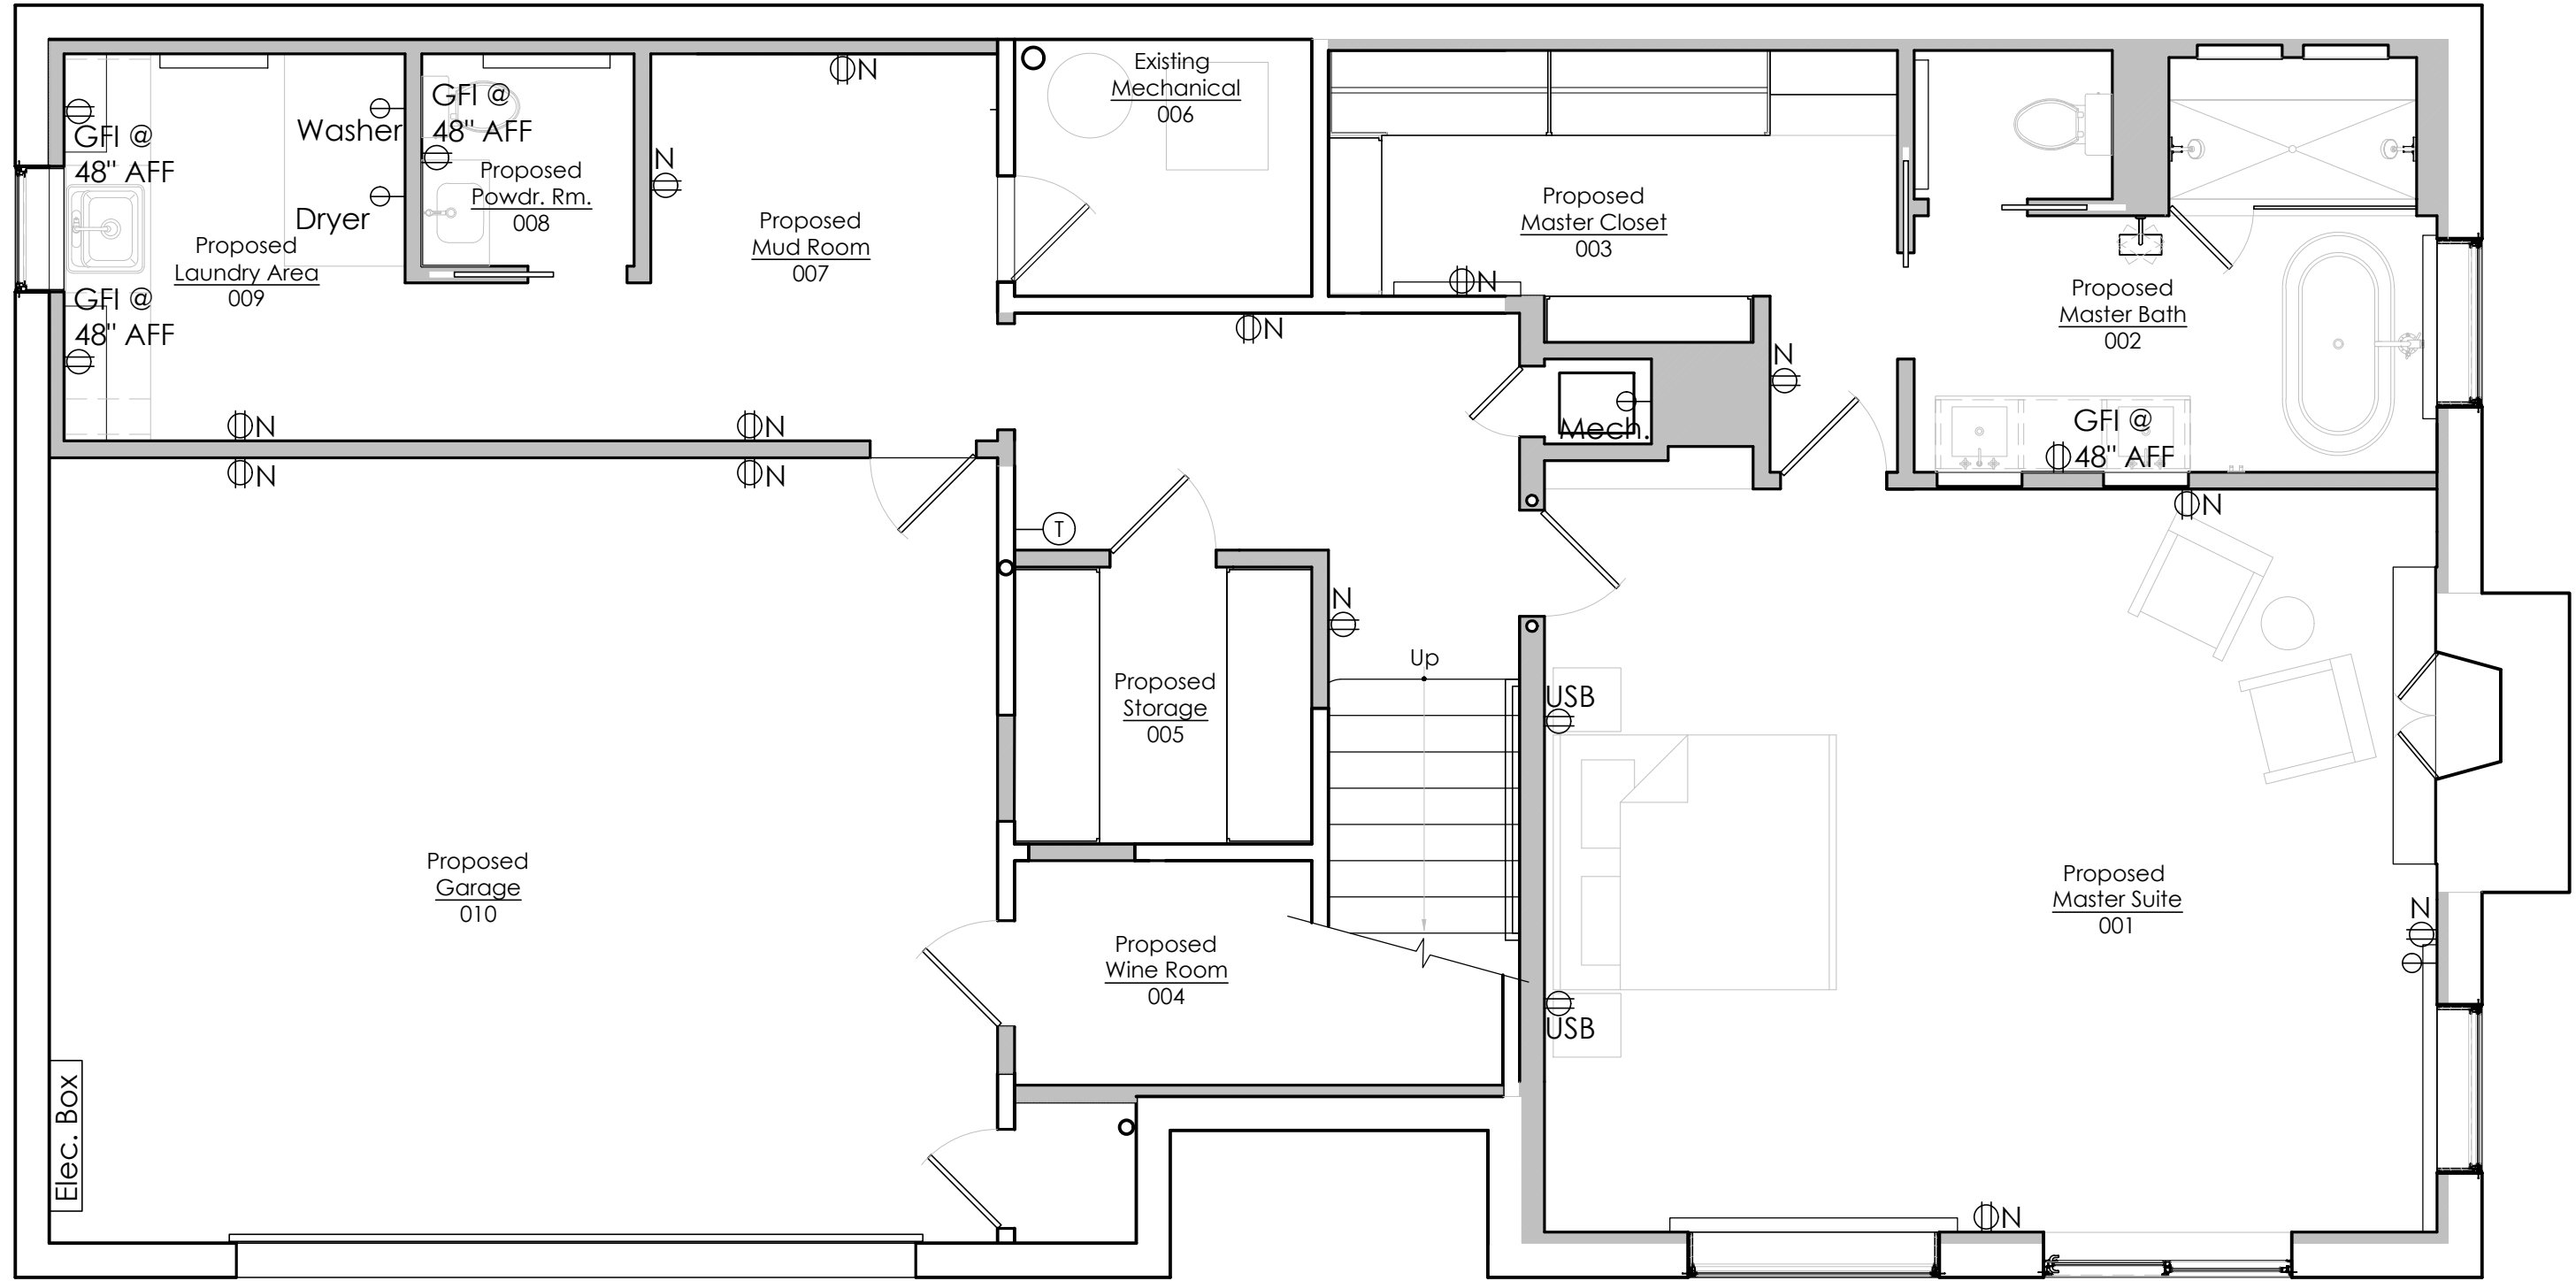 N
Existing
Mechanical
006
GFI @
48" AFF
Washer
GFI @
48" AFF
Dryer
Proposed
Laundry Area
009
GFI @
48" AFF
Proposed
Powdr. Rm.
008
N
Proposed
Mud Room
007
Proposed
Master Closet
003
N
N
N
Proposed
Master Bath
002
GFI @
48" AFF
Mech.
N
N
N
N
N
T
N
Up
Proposed
Storage
005
USB
Proposed
Garage
010
Proposed
Wine Room
004
USB
Proposed
Master Suite
001
N
N
Elec. Box